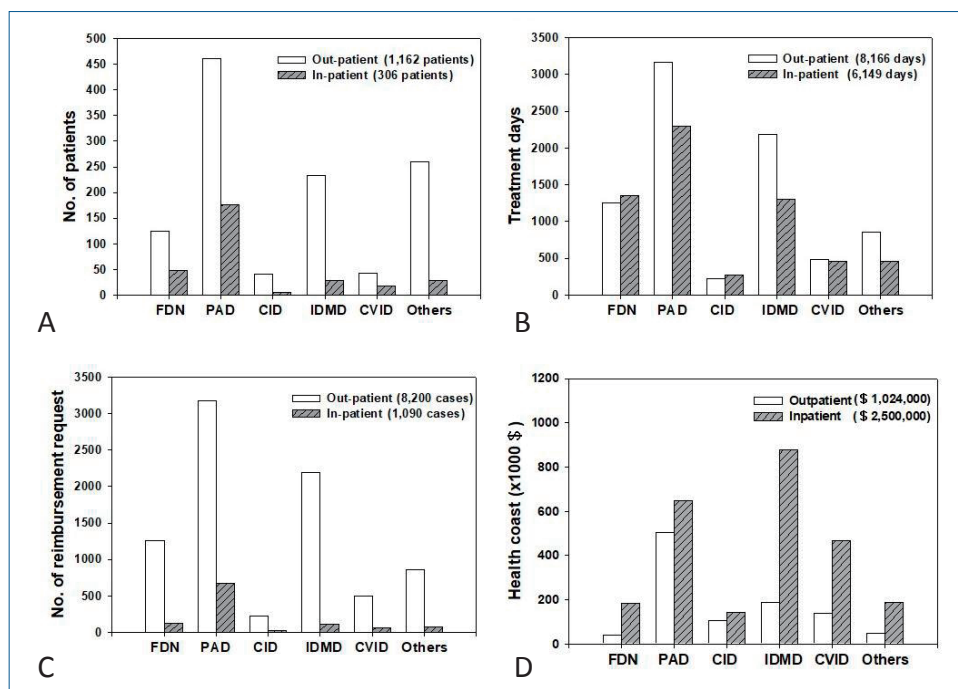 No. of patients
500
450
400
350
300
250
200
150
100
50
0
Out-patient (1,162 patients)
In-patient (306 patients)
FDN PAD CID IDMD CVID Others
A
Treatment days
3500
3000
2500
2000
1500
1000
500
0
Out-patient (8,166 days)
In-patient (6,149 days)
FDN PAD CID IDMD CVID Others
B
No. of reimbursement request
3500
3000
2500
2000
1500
1000
500
0
Out-patient (8,200 cases)
In-patient (1,090 cases)
FDN PAD CID IDMD CVID Others
C
Health coast (x1000 $)
1200
1000
800
600
400
200
0
Outpatient ($ 1,024,000)
Inpatient ($ 2,500,000)
FDN PAD CID IDMD CVID Others
D